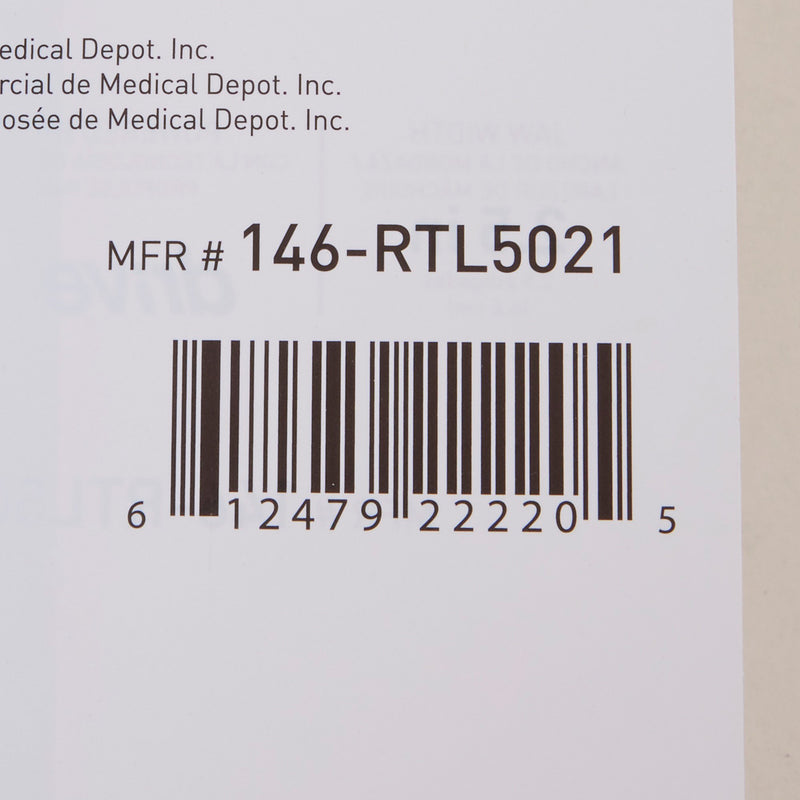 edical Depot. Inc.
rcial de Medical Depot. Inc.
osée de Medical Depot. Inc.
MFR # 146-RTL5021
6 12479 22220 5